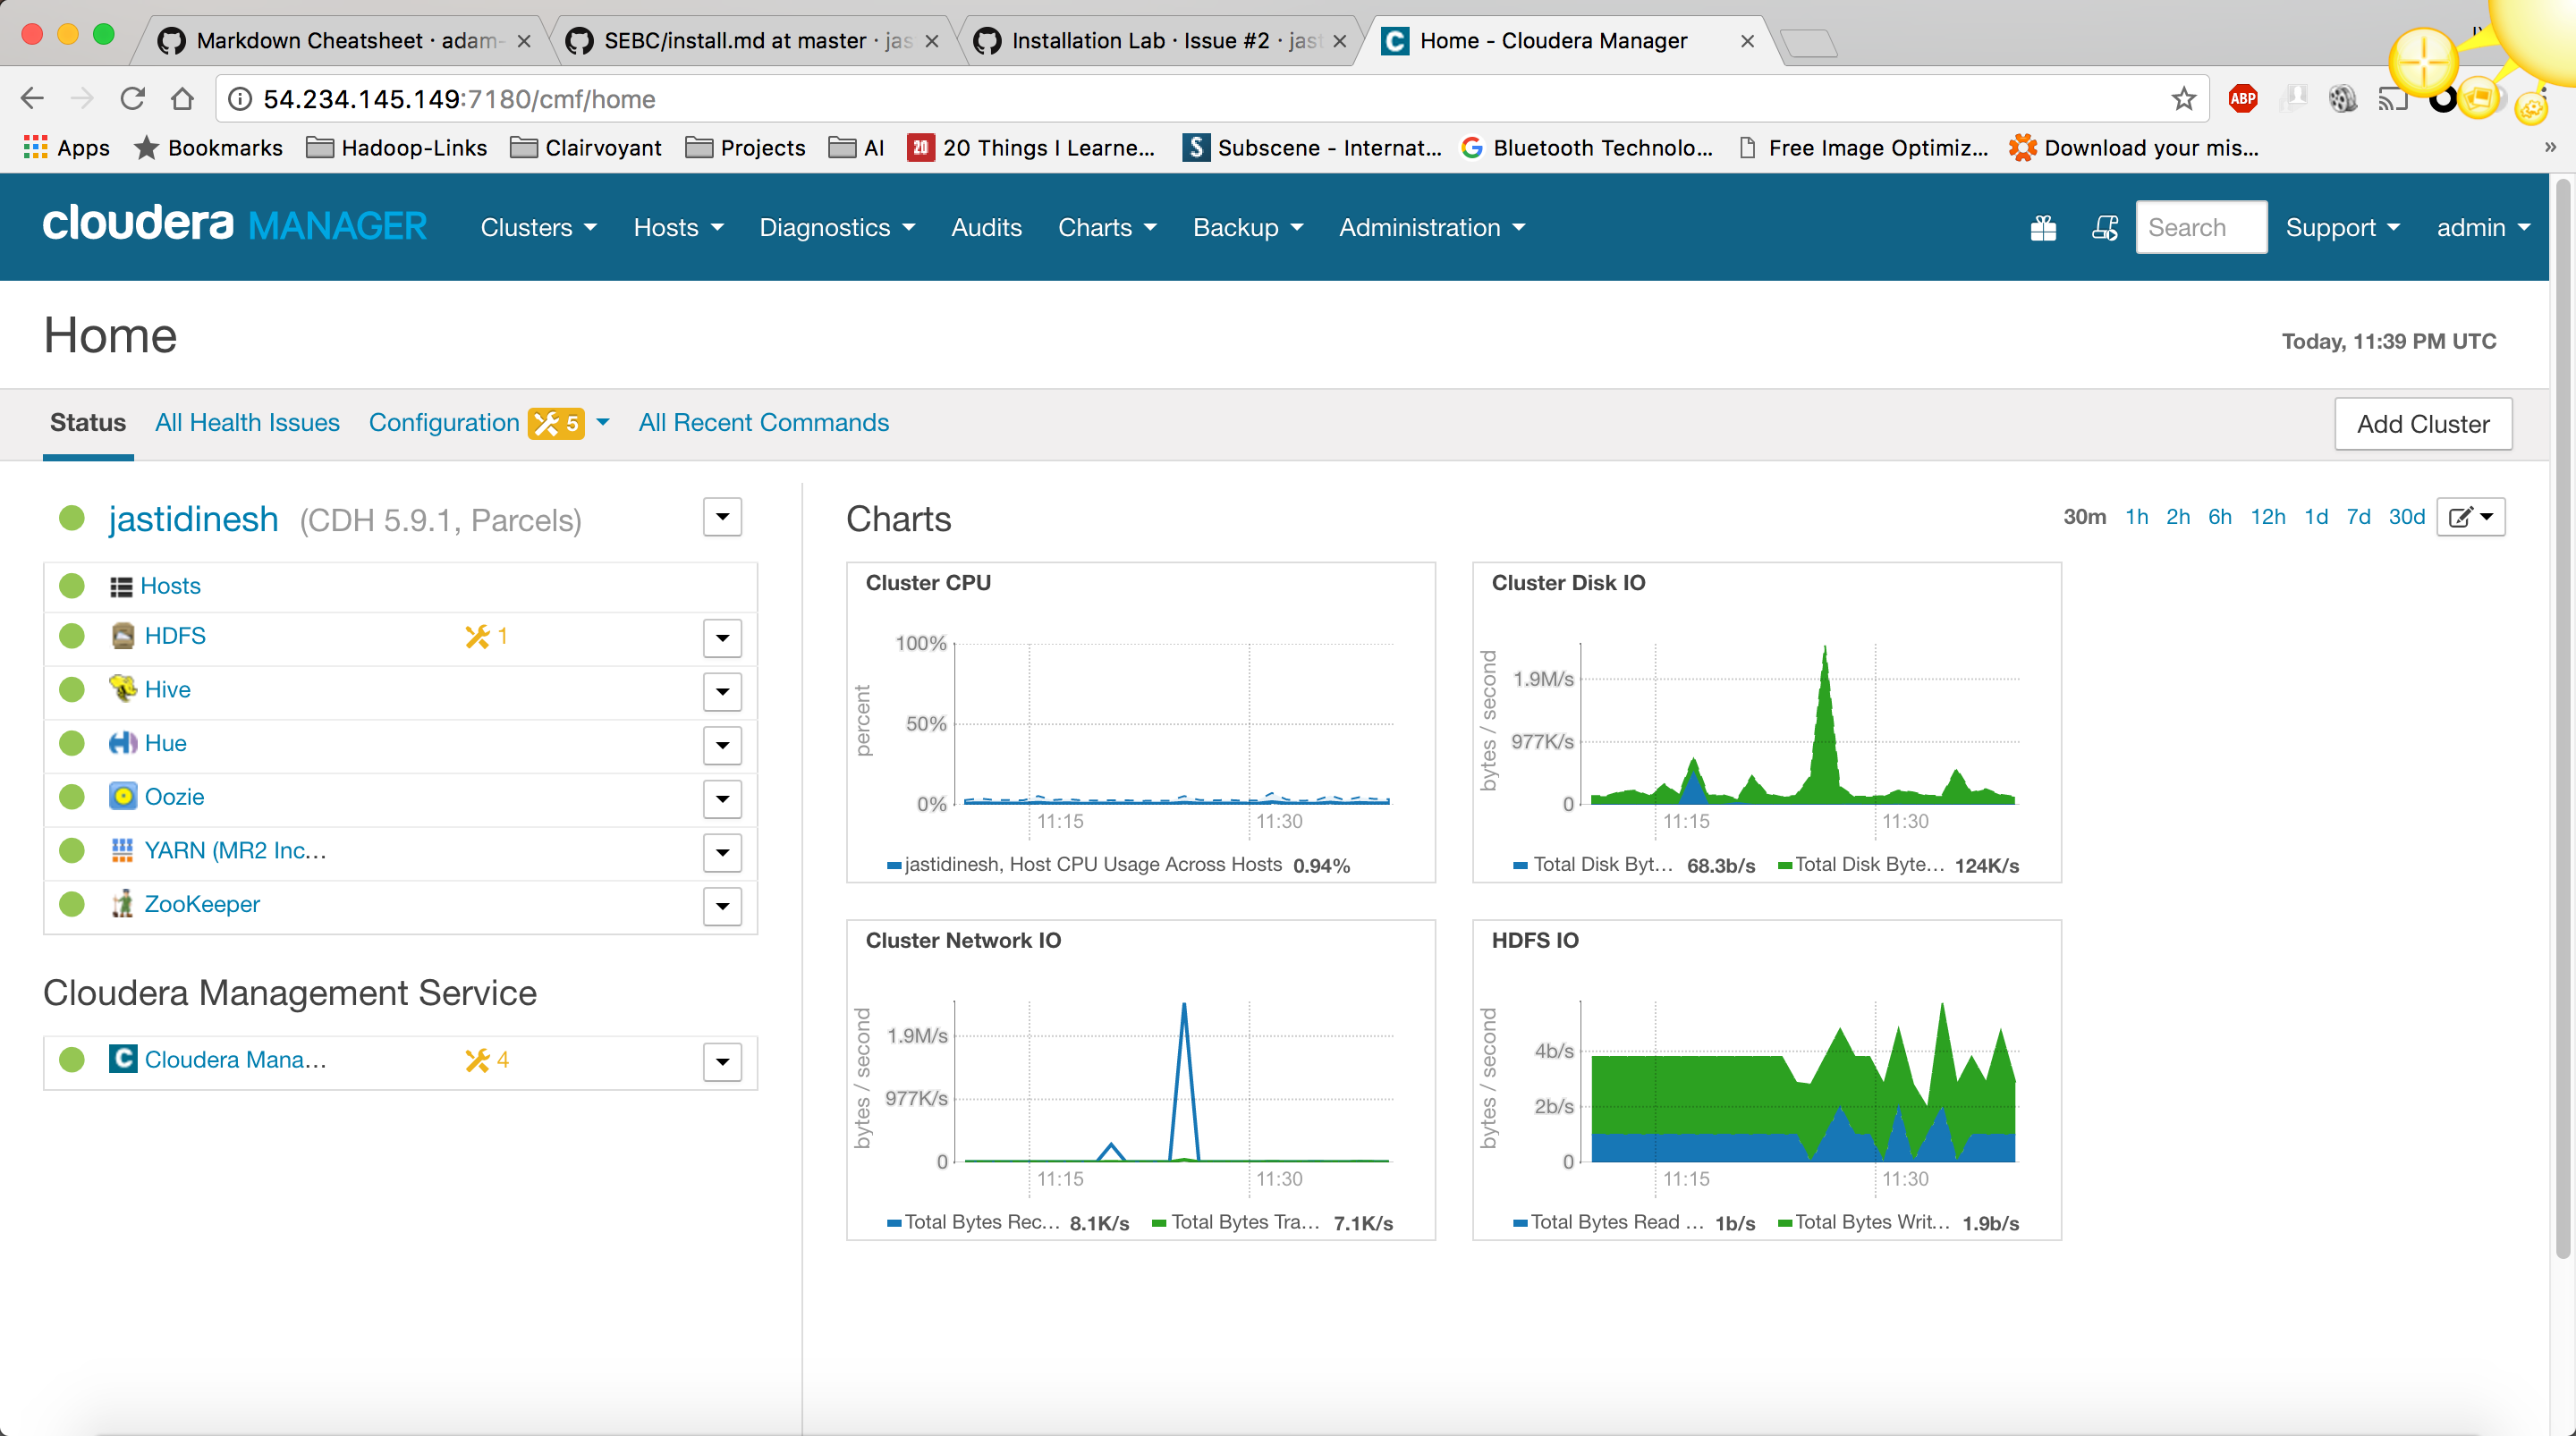 Markdown Cheatsheet · adam-
SEBC/install.md at master · jas
Installation Lab · Issue #2 · jast
Home - Cloudera Manager
54.234.145.149:7180/cmf/home
ABP
Apps
Bookmarks
Hadoop-Links
Clairvoyant
Projects
AI
20 20 Things I Learne...
S Subscene - Internat...
Bluetooth Technolo...
Free Image Optimiz...
Download your mis...
»
cloudera MANAGER
Clusters
Hosts
Diagnostics
Audits
Charts
Backup
Administration
Search
Support
admin
Home
Today, 11:39 PM UTC
Status
All Health Issues
Configuration 5
All Recent Commands
Add Cluster
jastidinesh (CDH 5.9.1, Parcels)
Hosts
HDFS 1
Hive
Hue
Oozie
YARN (MR2 Inc...
ZooKeeper
Cloudera Management Service
C Cloudera Mana... 4
Charts
30m 1h 2h 6h 12h 1d 7d 30d
Cluster CPU
percent
100%
50%
0%
11:15
11:30
jastidinesh, Host CPU Usage Across Hosts 0.94%
Cluster Disk IO
bytes / second
1.9M/s
977K/s
0
11:15
11:30
Total Disk Byt... 68.3b/s Total Disk Byte... 124K/s
Cluster Network IO
bytes / second
1.9M/s
977K/s
0
11:15
11:30
Total Bytes Rec... 8.1K/s Total Bytes Tra... 7.1K/s
HDFS IO
bytes / second
4b/s
2b/s
0
11:15
11:30
Total Bytes Read ... 1b/s Total Bytes Writ... 1.9b/s